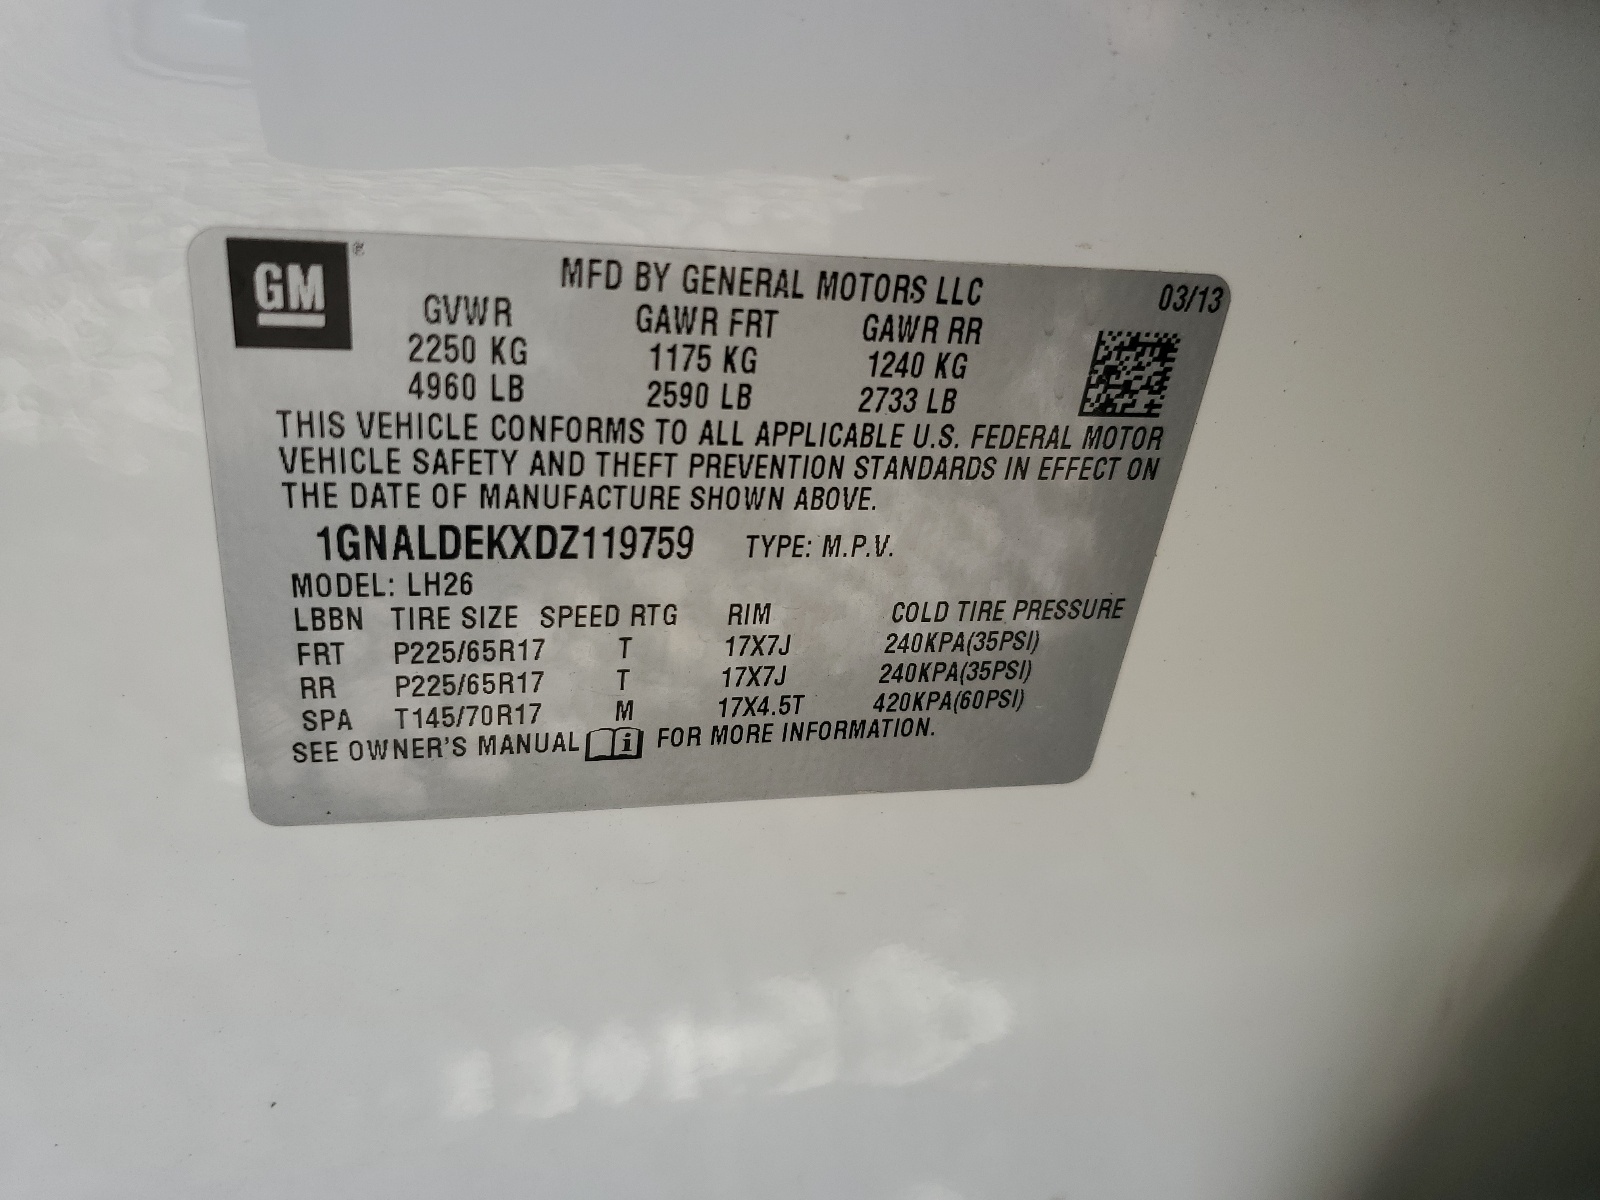 GM ®
MFD BY GENERAL MOTORS LLC 03/13
GVWR GAWR FRT GAWR RR
2250 KG 1175 KG 1240 KG
4960 LB 2590 LB 2733 LB
THIS VEHICLE CONFORMS TO ALL APPLICABLE U.S. FEDERAL MOTOR
VEHICLE SAFETY AND THEFT PREVENTION STANDARDS IN EFFECT ON
THE DATE OF MANUFACTURE SHOWN ABOVE.
1GNALDEKXDZ119759 TYPE: M.P.V.
MODEL: LH26
LBBN TIRE SIZE SPEED RTG RIM COLD TIRE PRESSURE
FRT P225/65R17 T 17X7J 240KPA(35PSI)
RR P225/65R17 T 17X7J 240KPA(35PSI)
SPA T145/70R17 M 17X4.5T 420KPA(60PSI)
SEE OWNER'S MANUAL i FOR MORE INFORMATION.